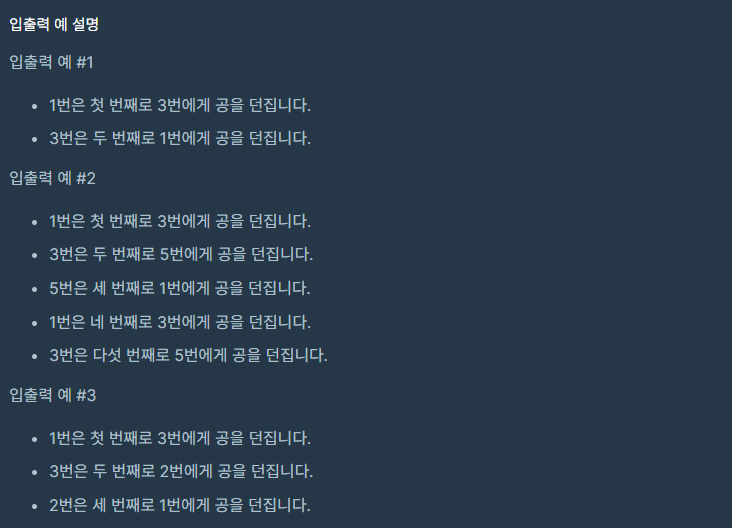 입출력 예 설명
입출력 예 #1
• 1번은 첫 번째로 3번에게 공을 던집니다.
• 3번은 두 번째로 1번에게 공을 던집니다.
입출력 예 #2
• 1번은 첫 번째로 3번에게 공을 던집니다.
• 3번은 두 번째로 5번에게 공을 던집니다.
• 5번은 세 번째로 1번에게 공을 던집니다.
• 1번은 네 번째로 3번에게 공을 던집니다.
• 3번은 다섯 번째로 5번에게 공을 던집니다.
입출력 예 #3
• 1번은 첫 번째로 3번에게 공을 던집니다.
• 3번은 두 번째로 2번에게 공을 던집니다.
• 2번은 세 번째로 1번에게 공을 던집니다.